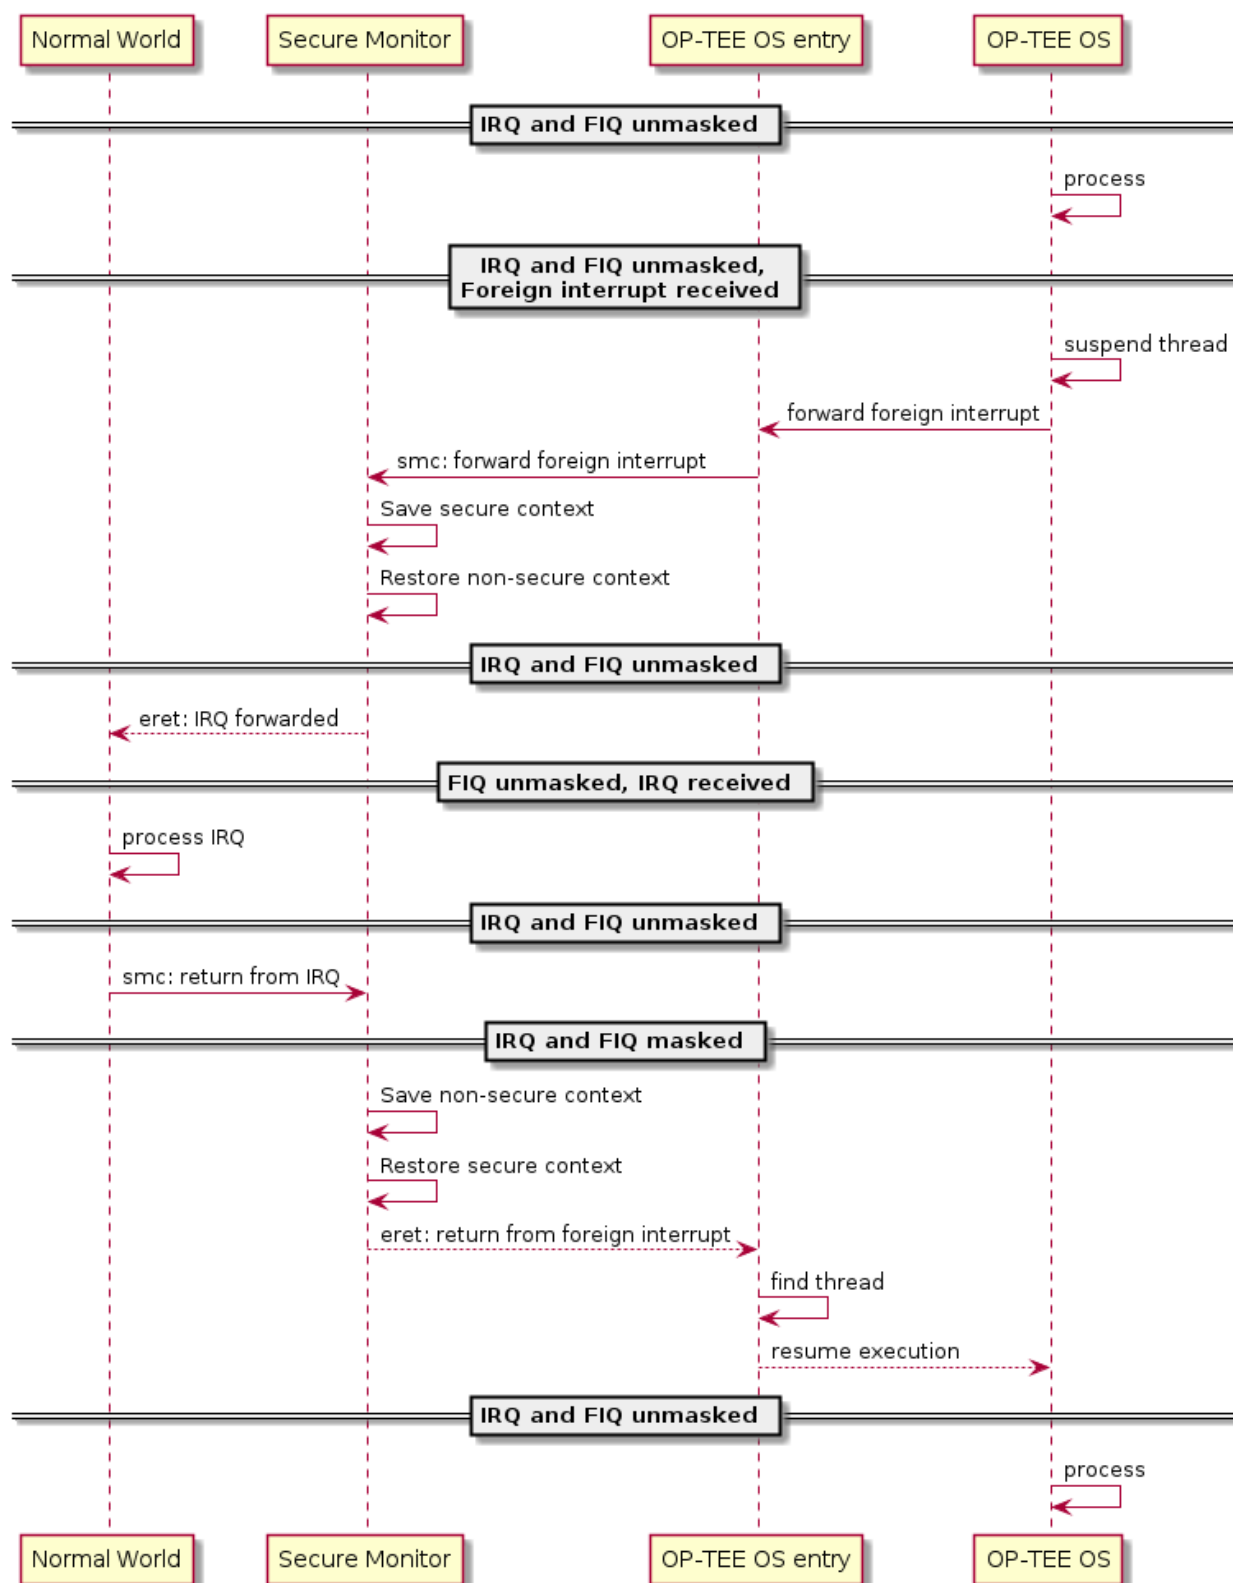 Normal World
Secure Monitor
OP-TEE OS entry
OP-TEE OS
IRQ and FIQ unmasked
process
IRQ and FIQ unmasked,
Foreign interrupt received
suspend thread
forward foreign interrupt
smc: forward foreign interrupt
Save secure context
Restore non-secure context
IRQ and FIQ unmasked
eret: IRQ forwarded
FIQ unmasked, IRQ received
process IRQ
IRQ and FIQ unmasked
smc: return from IRQ
IRQ and FIQ masked
Save non-secure context
Restore secure context
eret: return from foreign interrupt
find thread
resume execution
IRQ and FIQ unmasked
process
Normal World
Secure Monitor
OP-TEE OS entry
OP-TEE OS